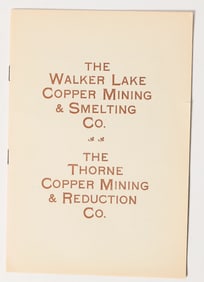 THE
WALKER LAKE
COPPER MINING
& SMELTING
CO.
THE
THORNE
COPPER MINING
& REDUCTION
CO.